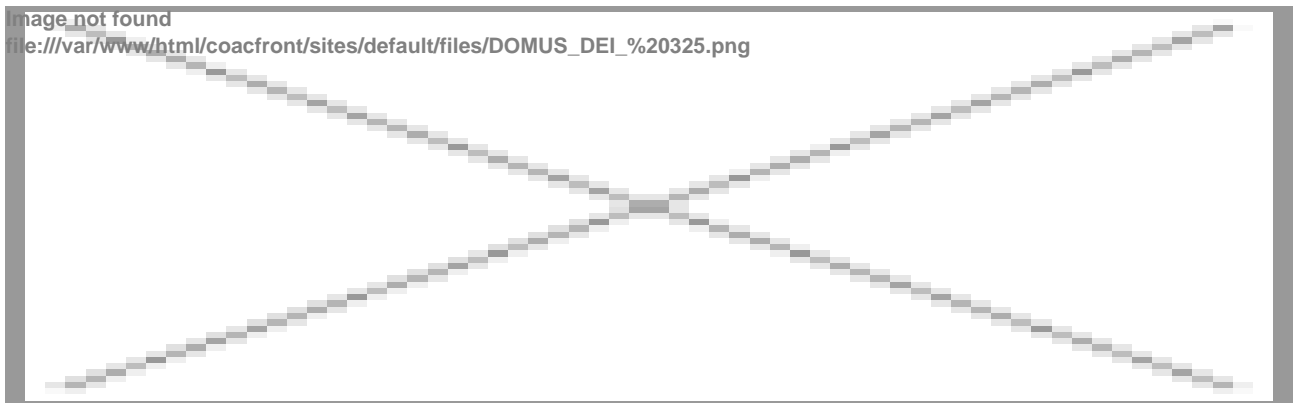 Image not found
file:///var/www/html/coacfront/sites/default/files/DOMUS_DEI_%20325.png